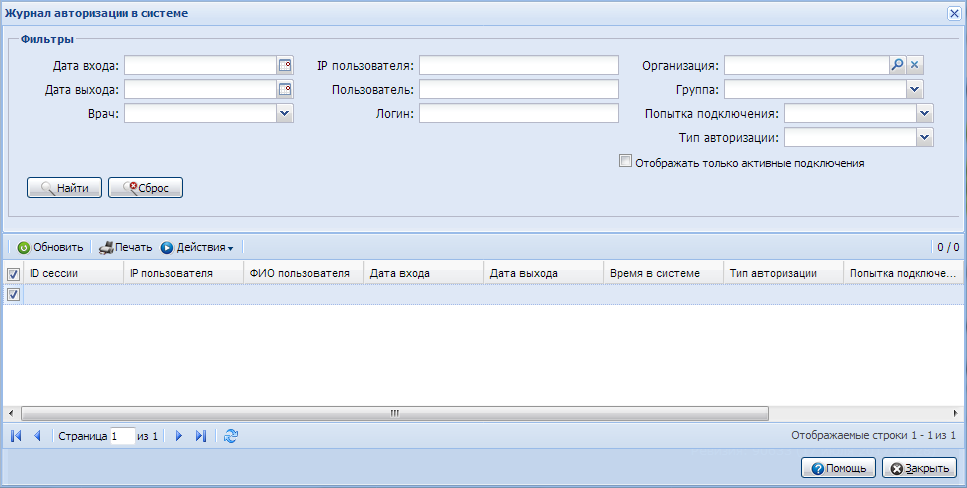 Журнал авторизации в системе
Фильтры
Дата входа: IP пользователя: Организация:
Дата выхода: Пользователь: Группа:
Врач: Логин: Попытка подключения:
Тип авторизации:
Отображать только активные подключения
Найти Сброс
Обновить Печать Действия 0 / 0
ID сессии IP пользователя ФИО пользователя Дата входа Дата выхода Время в системе Тип авторизации Попытка подключе...
Страница 1 из 1 Отображаемые строки 1 - 1 из 1
Помощь Закрыть